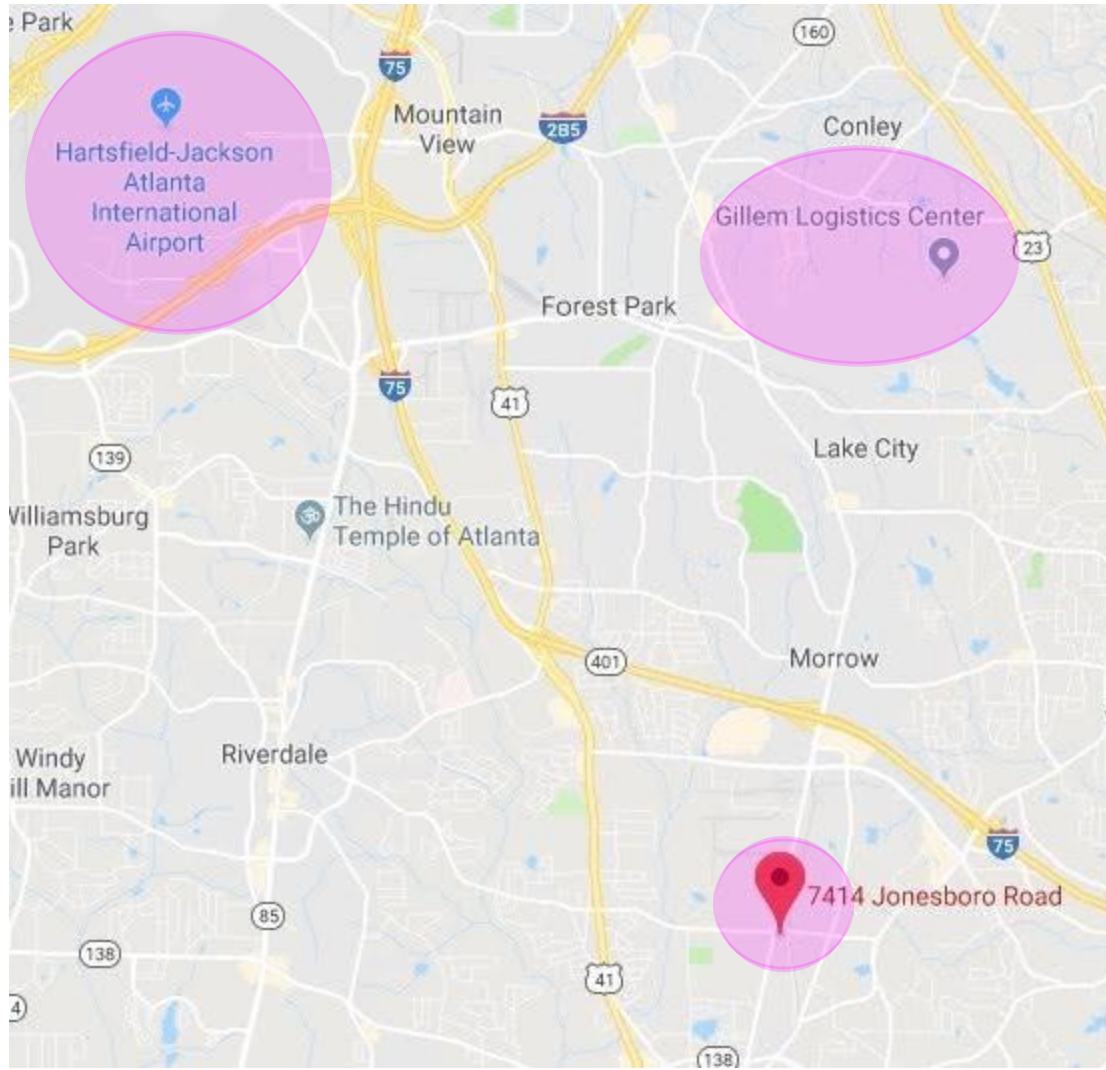 e Park
160
75
Mountain
View
285
Conley
Hartsfield-Jackson
Atlanta
International
Airport
Gillem Logistics Center
23
Forest Park
75
41
139
Lake City
Williamsburg
Park
The Hindu
Temple of Atlanta
401
Morrow
Windy
ill Manor
Riverdale
75
7414 Jonesboro Road
85
138
41
4
138